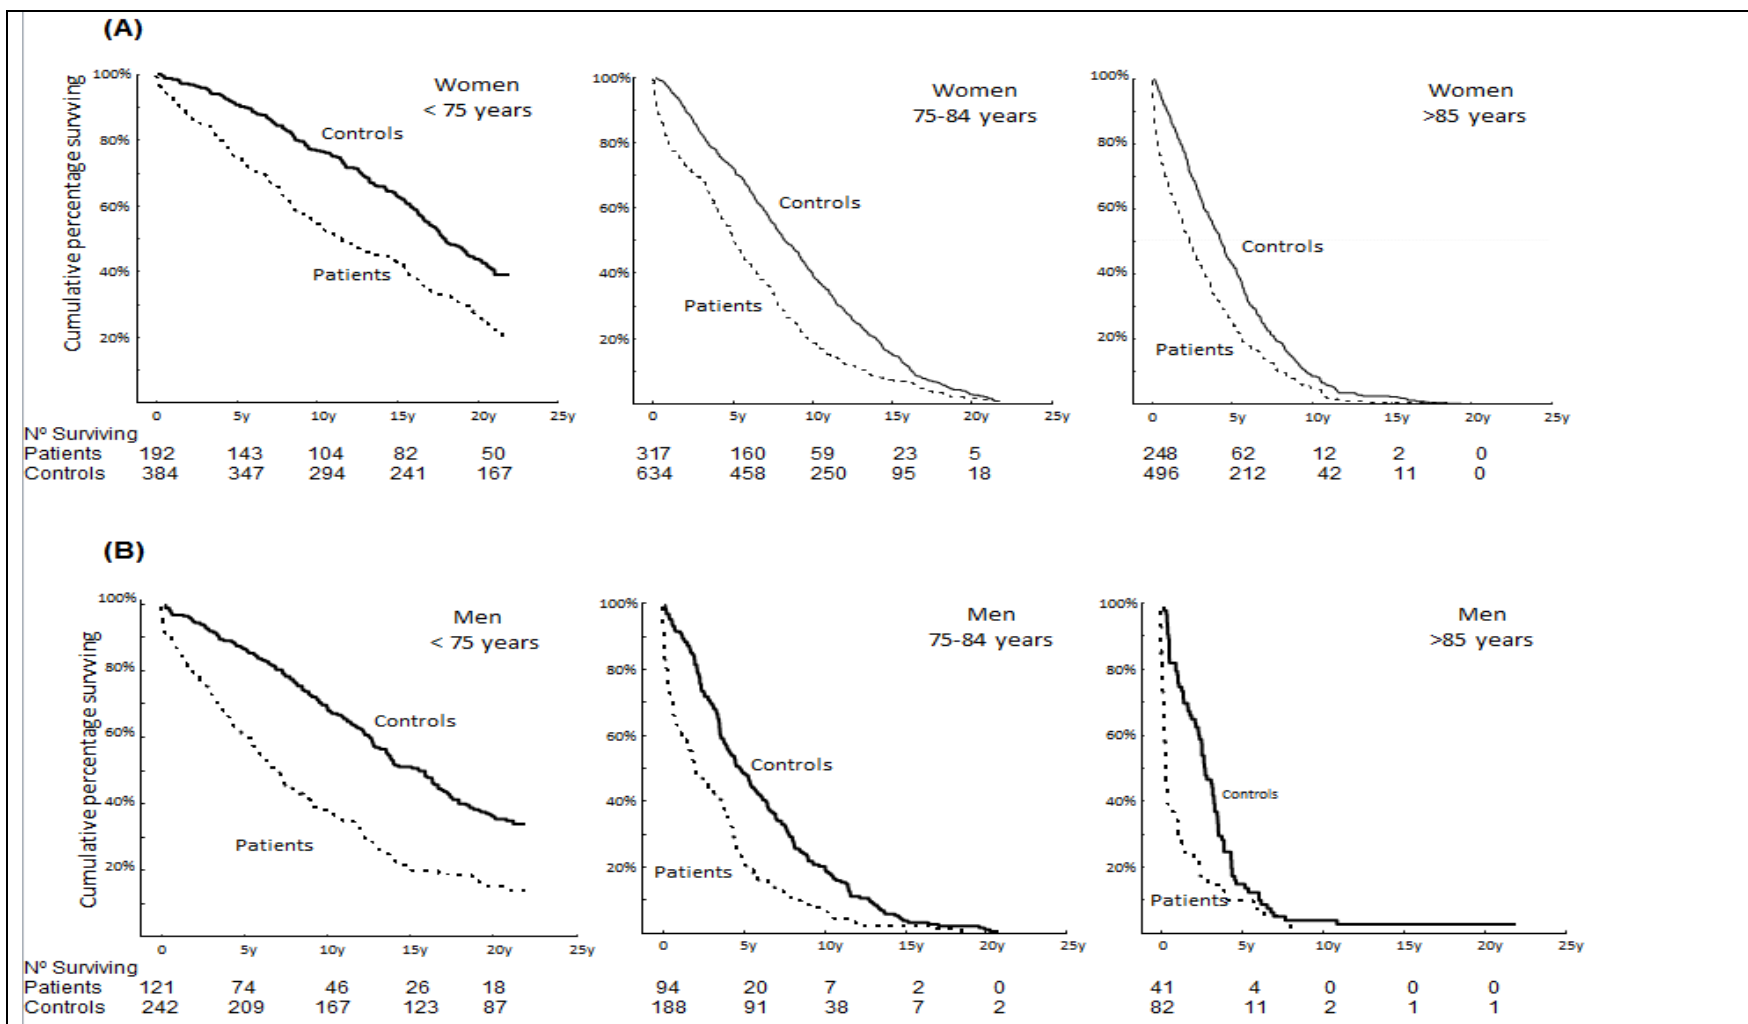 (A)
Cumulative percentage surviving
100%
80%
60%
40%
20%
Women
< 75 years
Controls
Patients
0 5y 10y 15y 20y 25y
100%
80%
60%
40%
20%
Women
75-84 years
Controls
Patients
0 5y 10y 15y 20y 25y
100%
80%
60%
40%
20%
Women
>85 years
Controls
Patients
0 5y 10y 15y 20y 25y
Nº Surviving
Patients 192 143 104 82 50 317 160 59 23 5 248 62 12 2 0
Controls 384 347 294 241 167 634 458 250 95 18 496 212 42 11 0
(B)
Cumulative percentage surviving
100%
80%
60%
40%
20%
Men
< 75 years
Controls
Patients
0 5y 10y 15y 20y 25y
100%
80%
60%
40%
20%
Men
75-84 years
Controls
Patients
0 5y 10y 15y 20y 25y
100%
80%
60%
40%
20%
Men
>85 years
Controls
Patients
0 5y 10y 15y 20y 25y
Nº Surviving
Patients 121 74 46 26 18 94 20 7 2 0 41 4 0 0 0
Controls 242 209 167 123 87 188 91 38 7 2 82 11 2 1 1